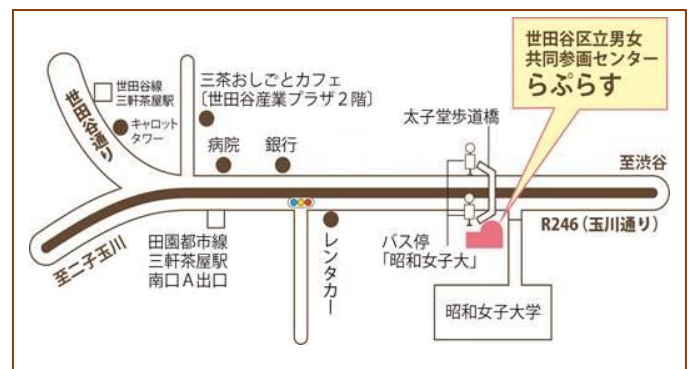 世田谷区立男女
共同参画センター
らぷらす
世田谷線
三軒茶屋駅
キャロット
タワー
世田谷通り
三茶おしごとカフェ
〔世田谷産業プラザ2階〕
病院
銀行
太子堂歩道橋
至渋谷
R246(玉川通り)
至二子玉川
田園都市線
三軒茶屋駅
南口A出口
レンタカー
バス停
「昭和女子大」
昭和女子大学